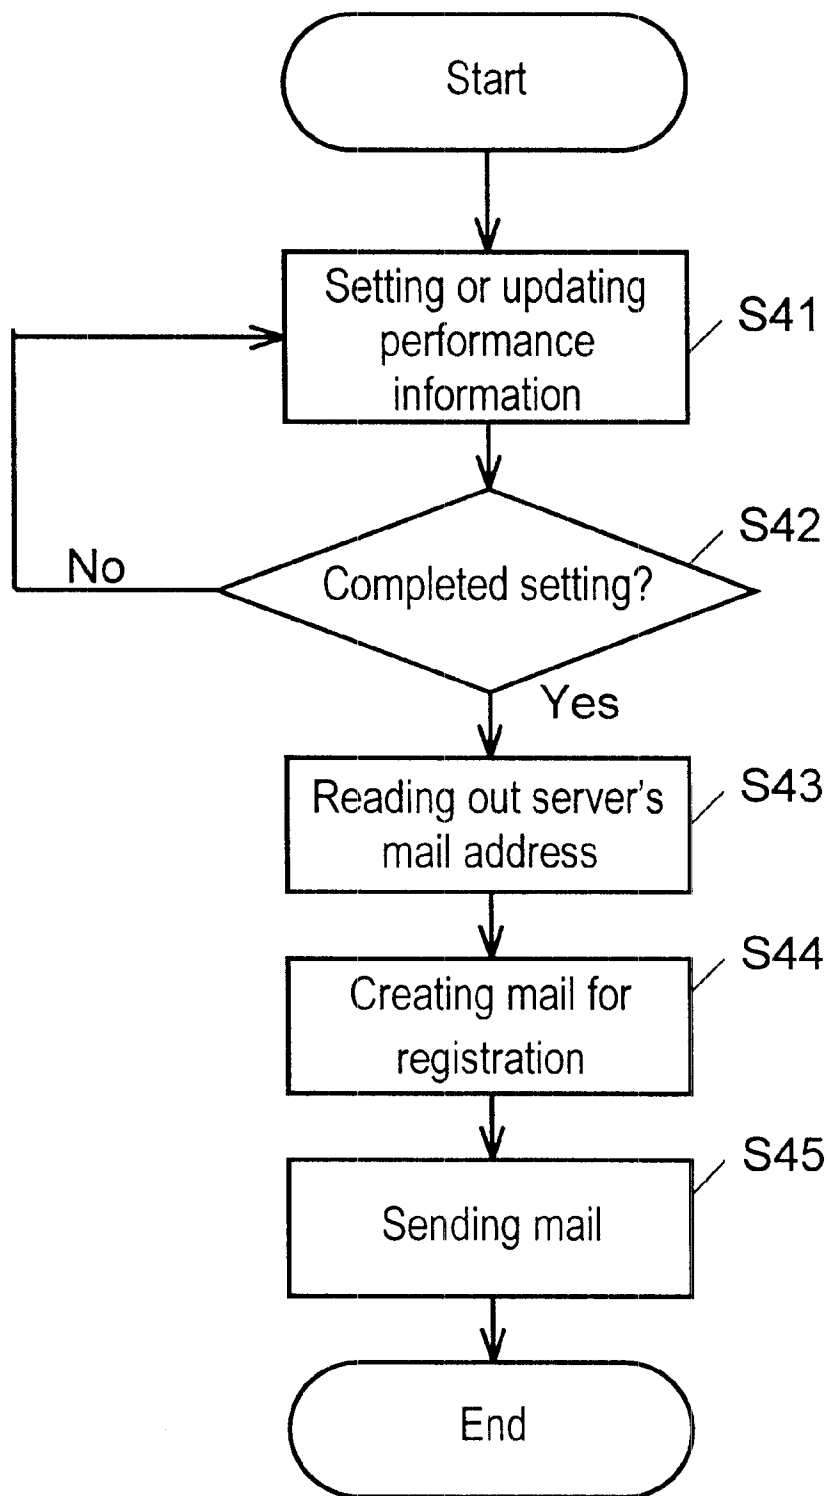 Start
Setting or updating
performance
information
S41
Completed setting?
S42
No
Yes
Reading out server's
mail address
S43
Creating mail for
registration
S44
Sending mail
S45
End